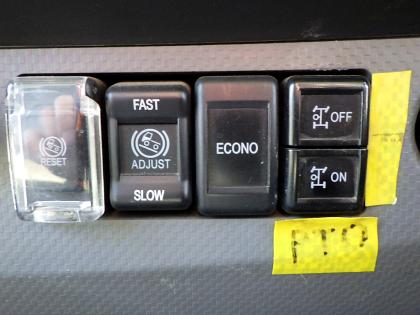 RESET
FAST
ADJUST
SLOW
ECONO
OFF
ON
PTO